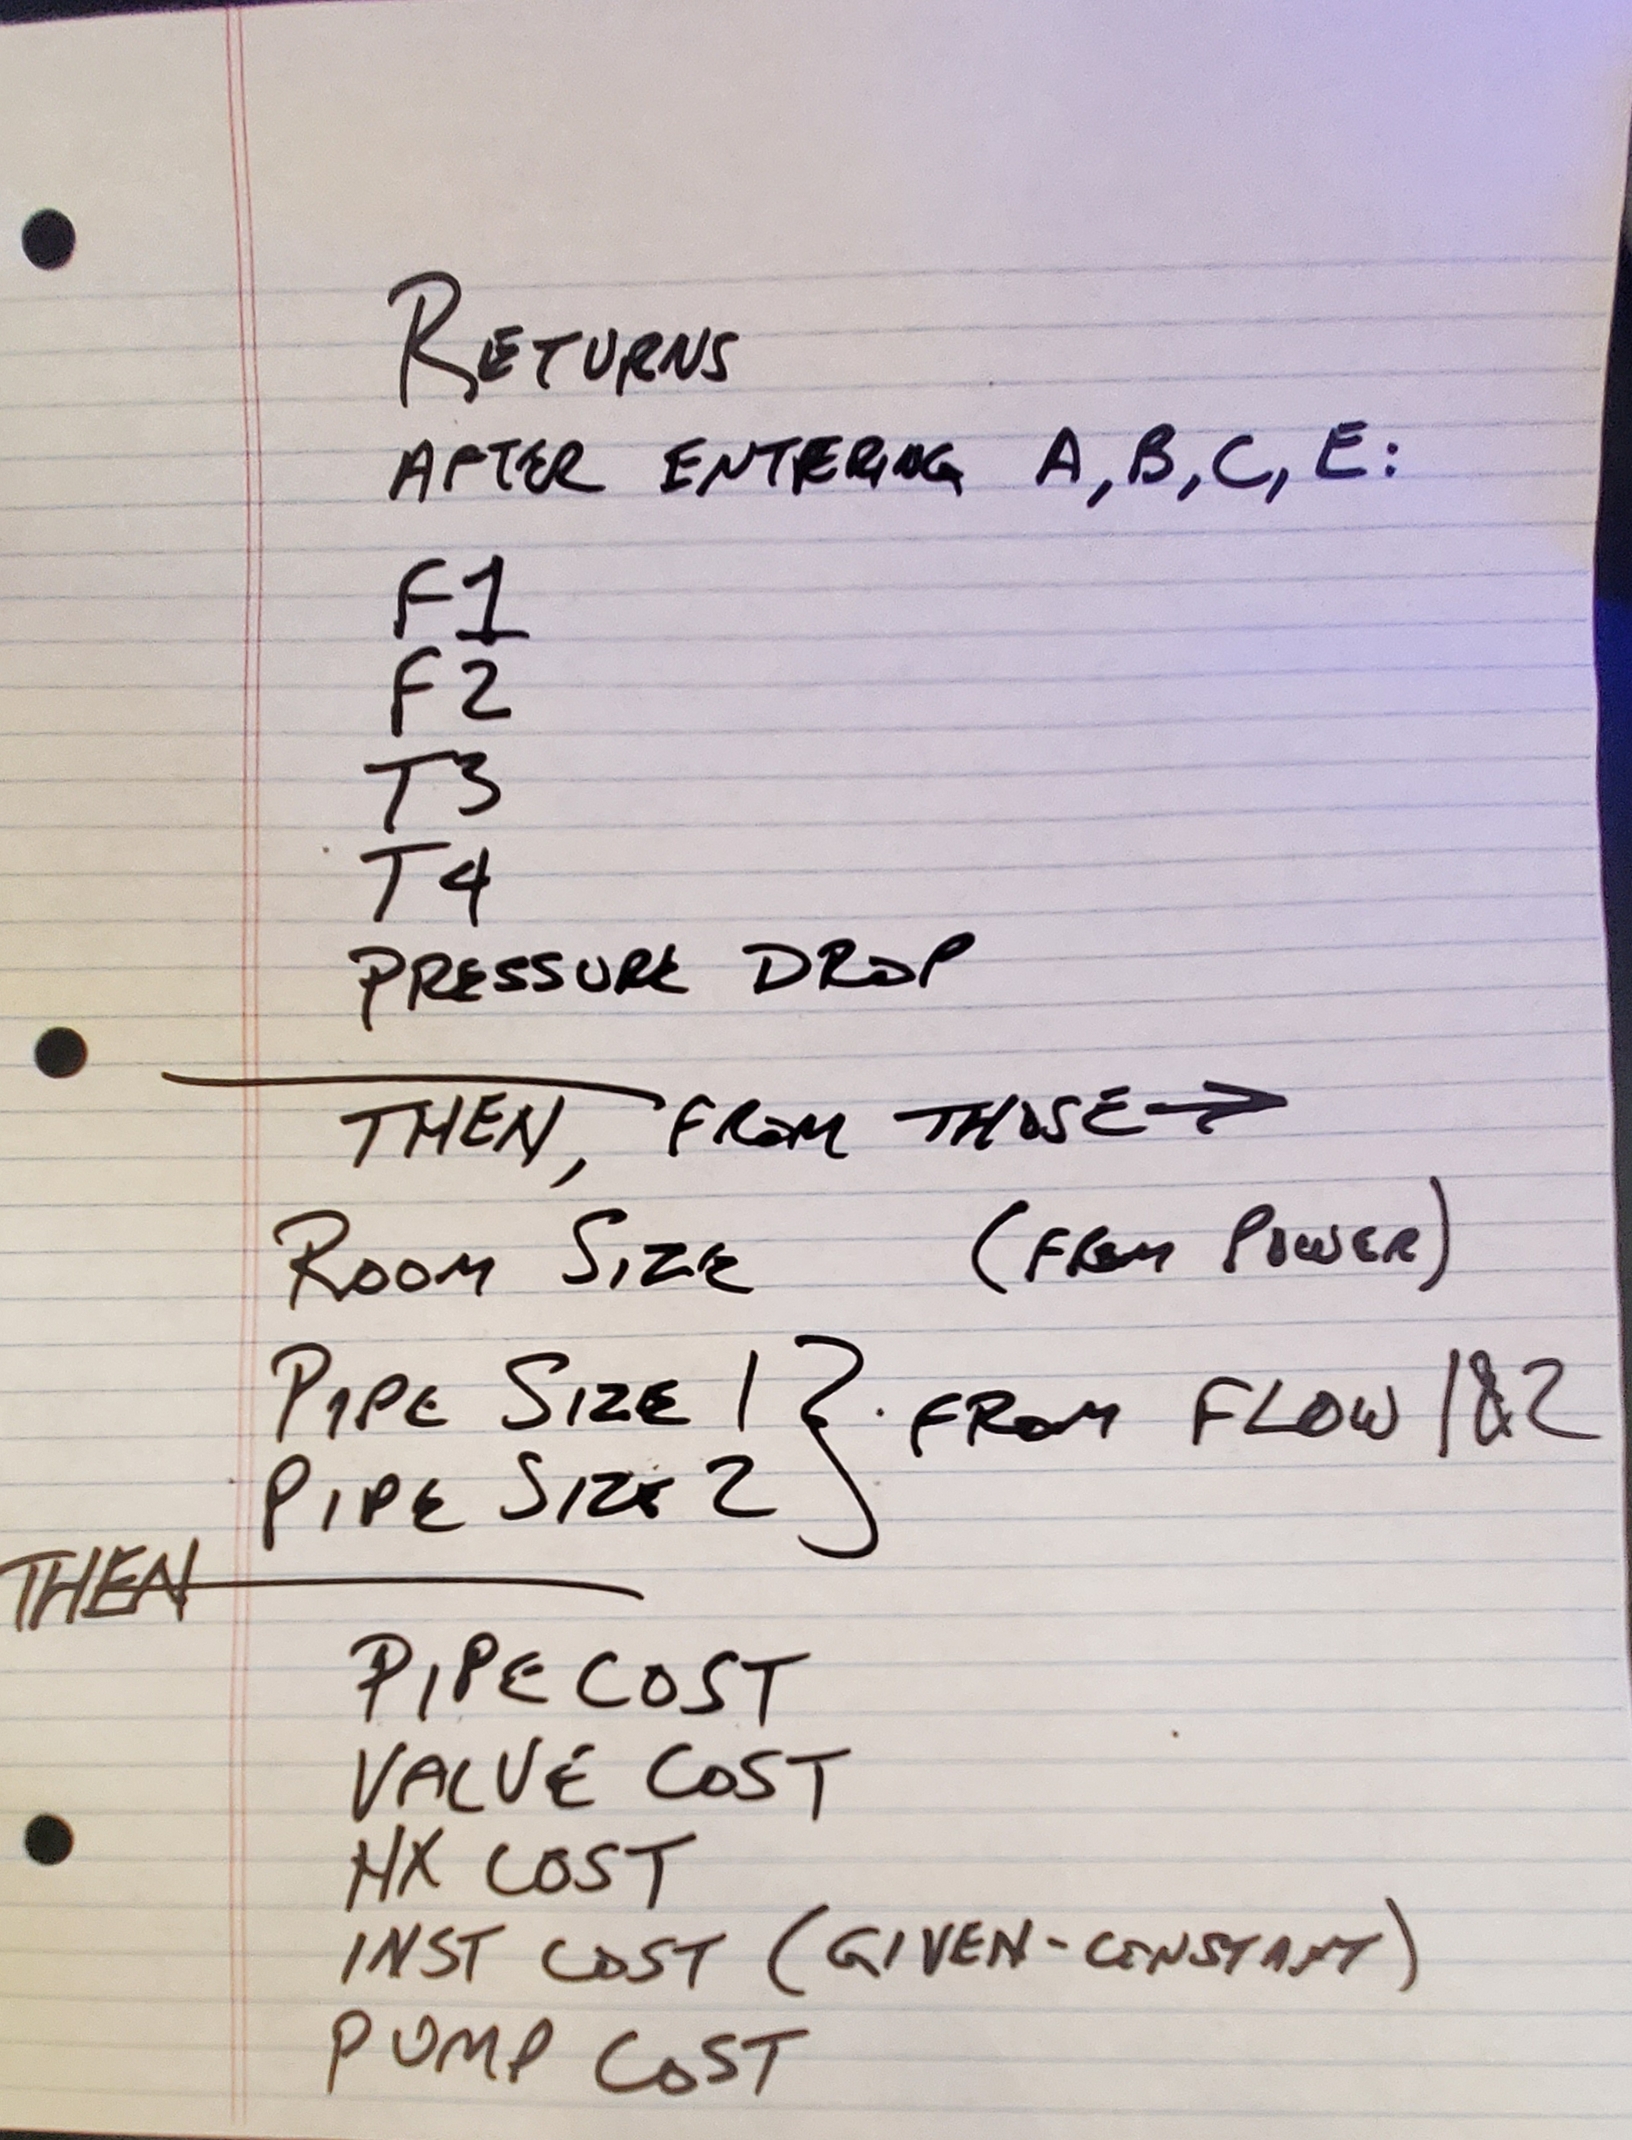 RETURNS
AFTER ENTERING A, B, C, E:
F1
F2
T3
T4
PRESSURE DROP
THEN, FROM THOSE →
ROOM SIZE (FROM POWER)
PIPE SIZE 1 } FROM FLOW 1&2
PIPE SIZE 2
THEN
PIPE COST
VALVE COST
HX COST
INST COST (GIVEN-CONSTANT)
PUMP COST